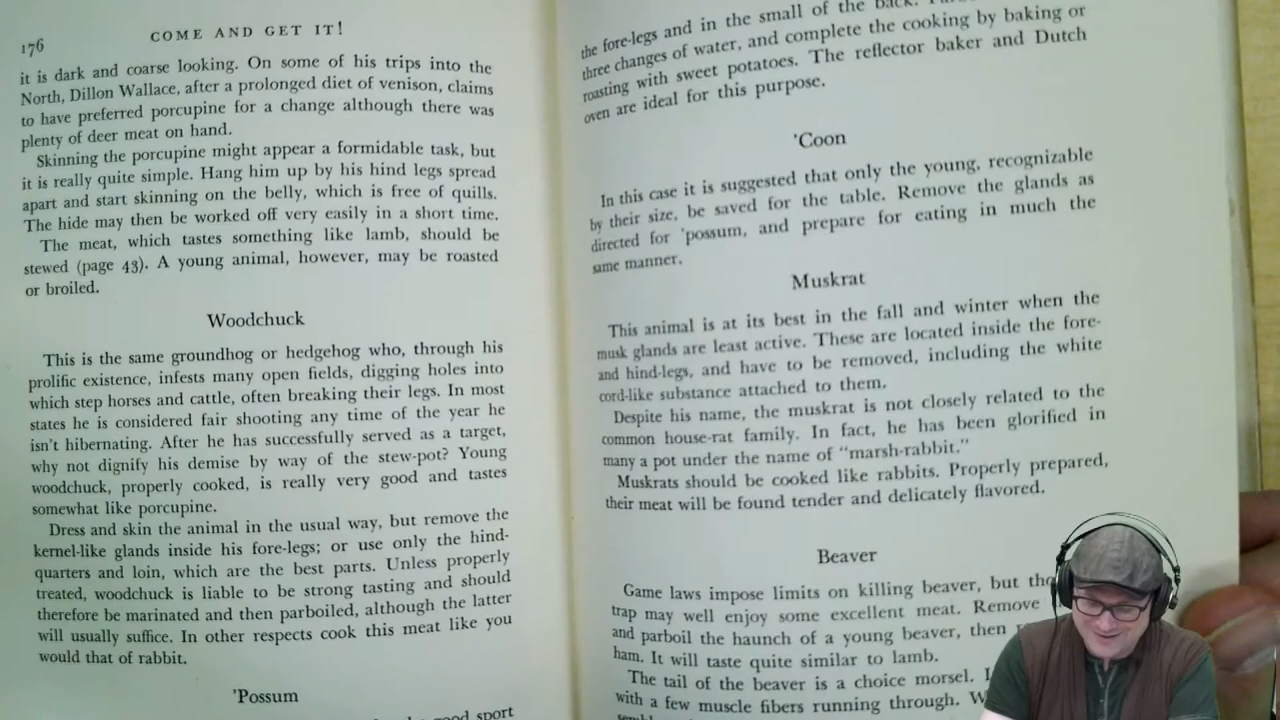 176
COME AND GET IT!
it is dark and coarse looking. On some of his trips into the
North, Dillon Wallace, after a prolonged diet of venison, claims
to have preferred porcupine for a change although there was
plenty of deer meat on hand.
Skinning the porcupine might appear a formidable task, but
it is really quite simple. Hang him up by his hind legs spread
apart and start skinning on the belly, which is free of quills.
The hide may then be worked off very easily in a short time.
The meat, which tastes something like lamb, should be
stewed (page 43). A young animal, however, may be roasted
or broiled.
Woodchuck
This is the same groundhog or hedgehog who, through his
prolific existence, infests many open fields, digging holes into
which step horses and cattle, often breaking their legs. In most
states he is considered fair shooting any time of the year he
isn't hibernating. After he has successfully served as a target,
why not dignify his demise by way of the stew-pot? Young
woodchuck, properly cooked, is really very good and tastes
somewhat like porcupine.
Dress and skin the animal in the usual way, but remove the
kernel-like glands inside his fore-legs; or use only the hind-
quarters and loin, which are the best parts. Unless properly
treated, woodchuck is liable to be strong tasting and should
therefore be marinated and then parboiled, although the latter
will usually suffice. In other respects cook this meat like you
would that of rabbit.
'Possum
good sport
the fore-legs and in the small of the back.
three changes of water, and complete the cooking by baking or
roasting with sweet potatoes. The reflector baker and Dutch
oven are ideal for this purpose.
'Coon
In this case it is suggested that only the young, recognizable
by their size, be saved for the table. Remove the glands as
directed for 'possum, and prepare for eating in much the
same manner.
Muskrat
This animal is at its best in the fall and winter when the
musk glands are least active. These are located inside the fore-
and hind-legs, and have to be removed, including the white
cord-like substance attached to them.
Despite his name, the muskrat is not closely related to the
common house-rat family. In fact, he has been glorified in
many a pot under the name of "marsh-rabbit."
Muskrats should be cooked like rabbits. Properly prepared,
their meat will be found tender and delicately flavored.
Beaver
Game laws impose limits on killing beaver, but
trap may well enjoy some excellent meat. Remove
and parboil the haunch of a young beaver, then
ham. It will taste quite similar to lamb.
The tail of the beaver is a choice morsel.
with a few muscle fibers running through.